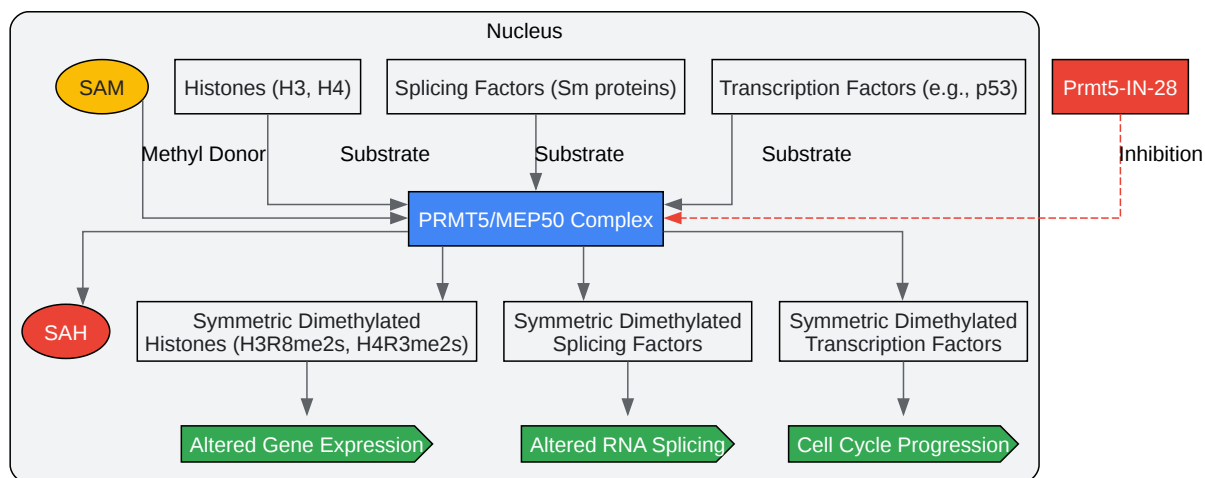 Nucleus
SAM
Histones (H3, H4)
Splicing Factors (Sm proteins)
Transcription Factors (e.g., p53)
Prmt5-IN-28
Methyl Donor
Substrate
Substrate
Substrate
Inhibition
PRMT5/MEP50 Complex
SAH
Symmetric Dimethylated
Histones (H3R8me2s, H4R3me2s)
Symmetric Dimethylated
Splicing Factors
Symmetric Dimethylated
Transcription Factors
Altered Gene Expression
Altered RNA Splicing
Cell Cycle Progression